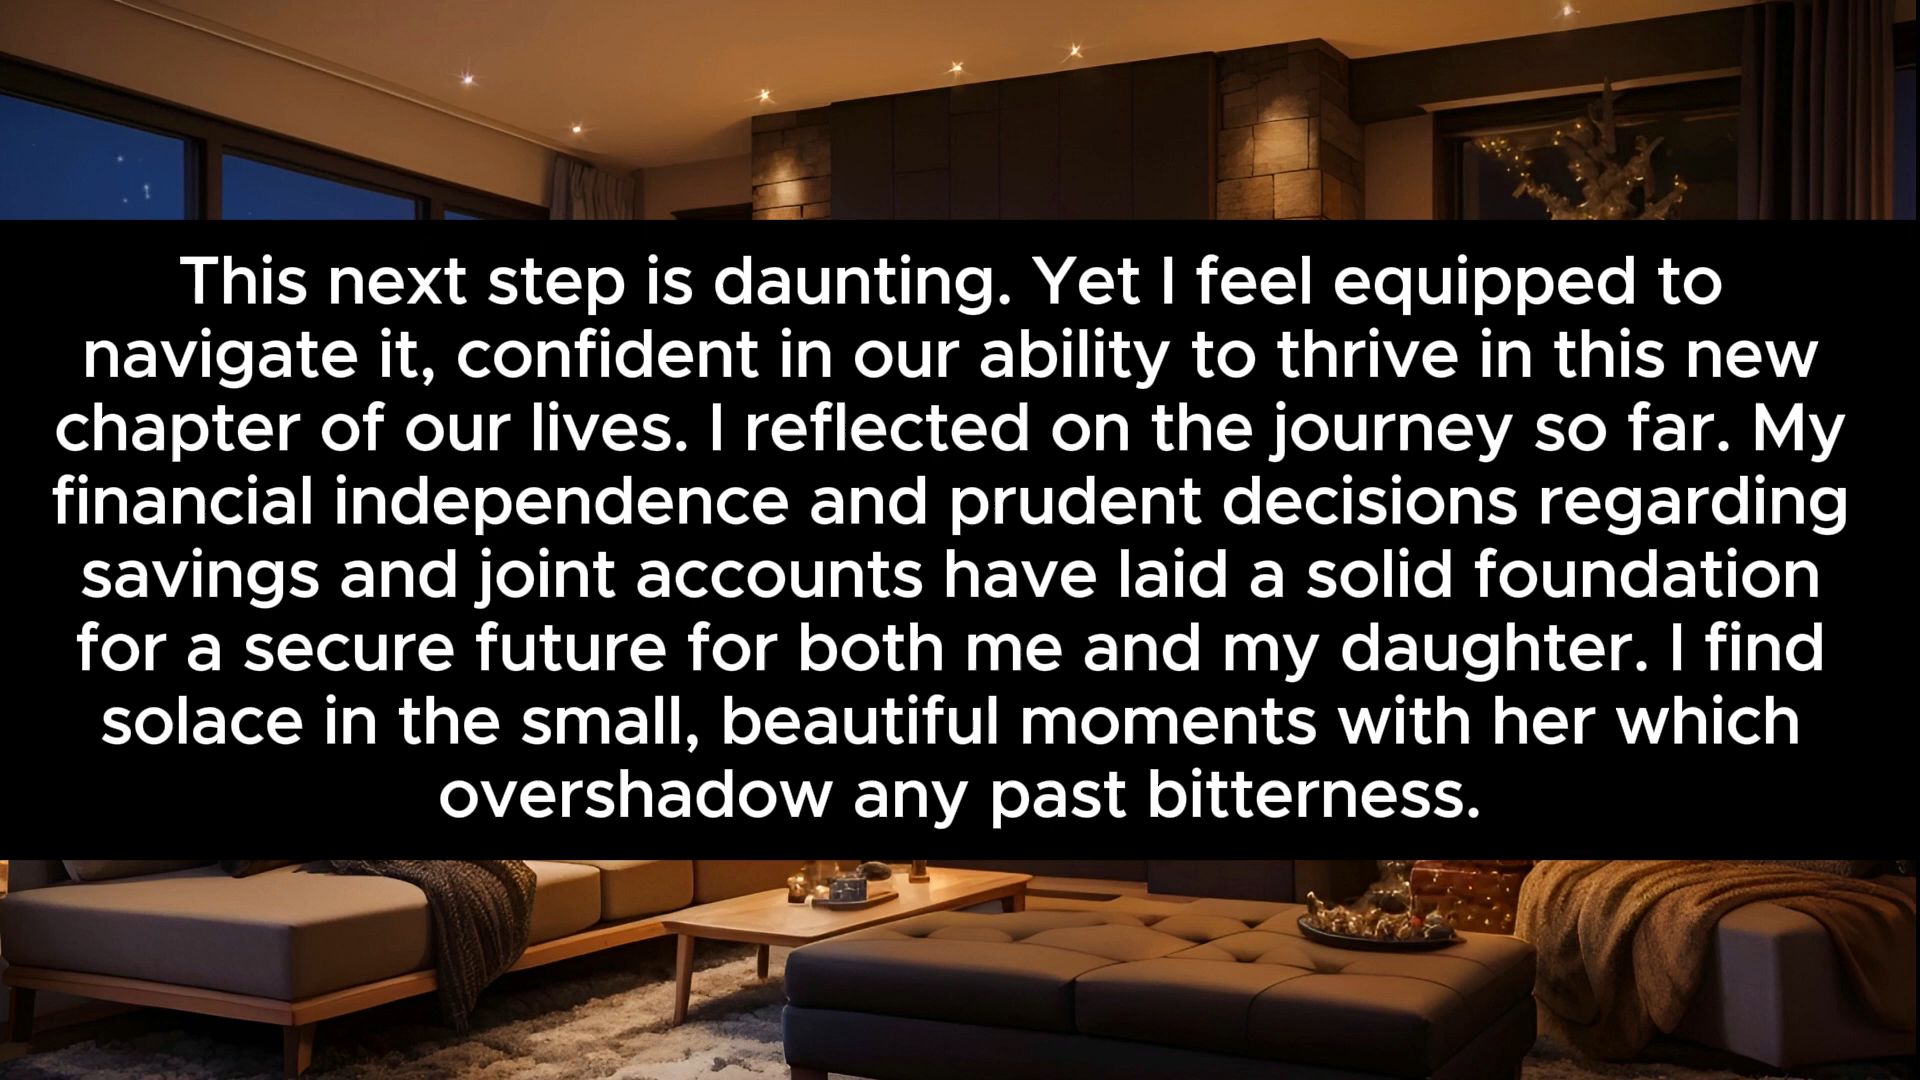 This next step is daunting. Yet I feel equipped to
navigate it, confident in our ability to thrive in this new
chapter of our lives. I reflected on the journey so far. My
financial independence and prudent decisions regarding
savings and joint accounts have laid a solid foundation
for a secure future for both me and my daughter. I find
solace in the small, beautiful moments with her which
overshadow any past bitterness.